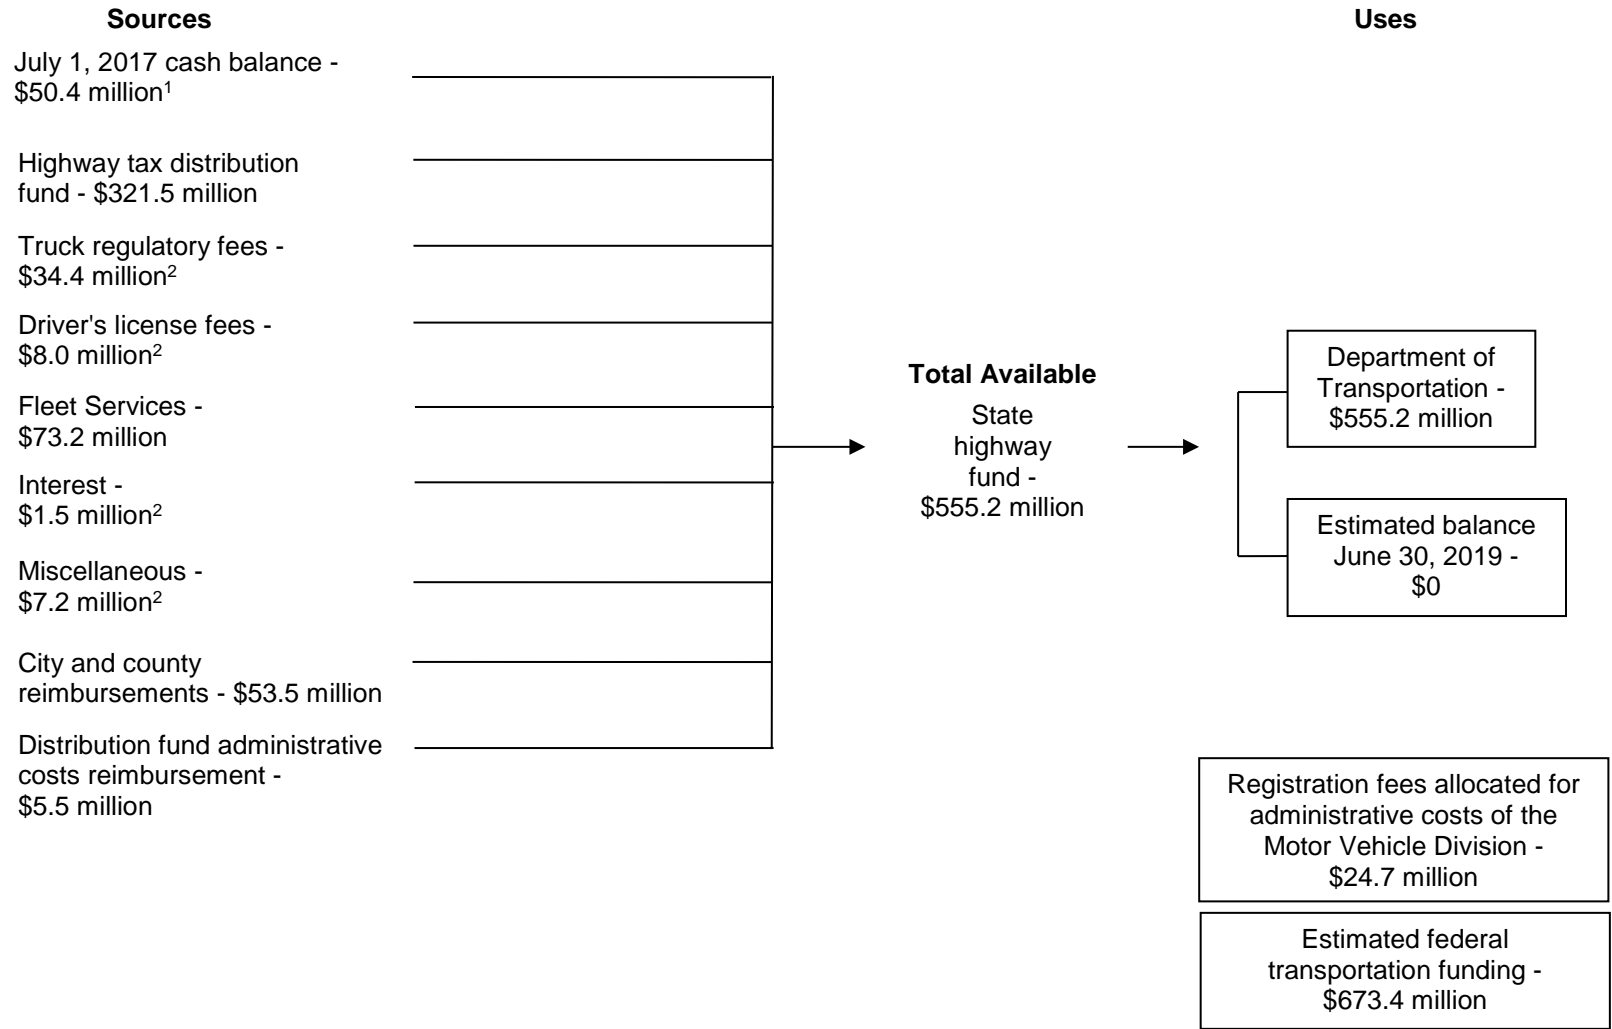 Sources
Uses
July 1, 2017 cash balance -
$50.4 million¹
Highway tax distribution
fund - $321.5 million
Truck regulatory fees -
$34.4 million²
Driver's license fees -
$8.0 million²
Fleet Services -
$73.2 million
Interest -
$1.5 million²
Miscellaneous -
$7.2 million²
City and county
reimbursements - $53.5 million
Distribution fund administrative
costs reimbursement -
$5.5 million
Total Available
State
highway
fund -
$555.2 million
Department of
Transportation -
$555.2 million
Estimated balance
June 30, 2019 -
$0
Registration fees allocated for
administrative costs of the
Motor Vehicle Division -
$24.7 million
Estimated federal
transportation funding -
$673.4 million